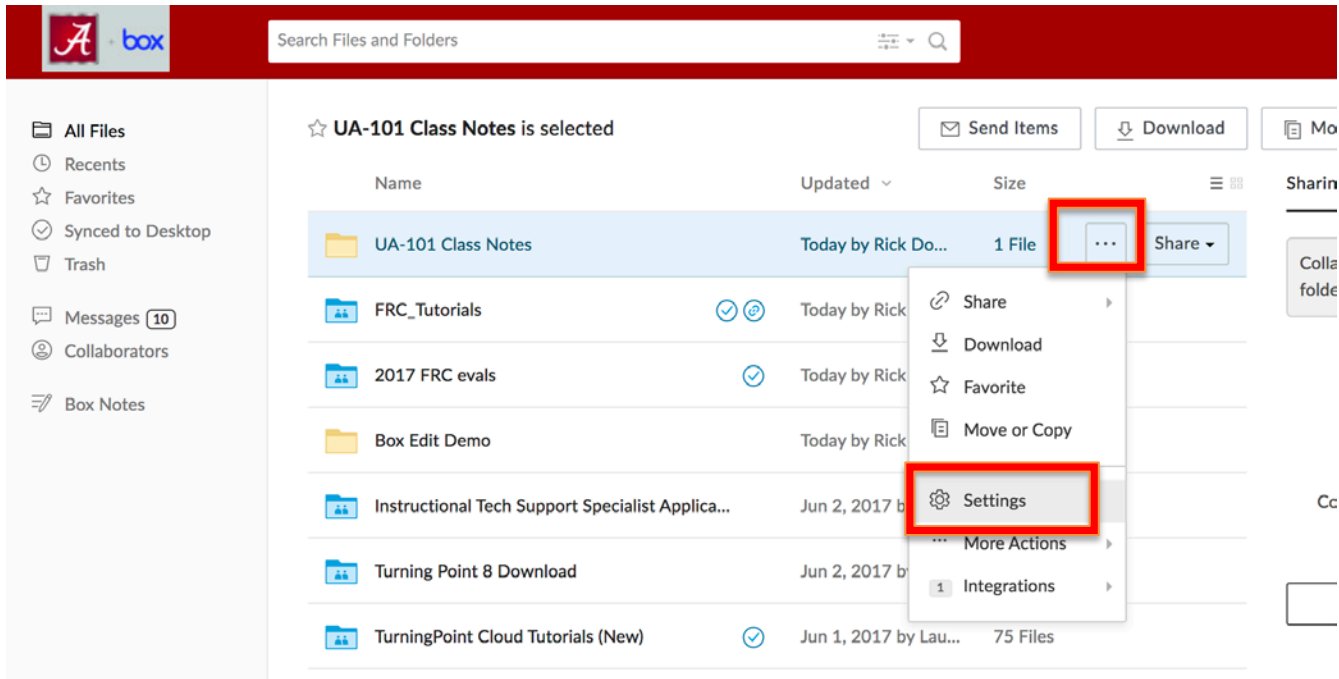 A box
Search Files and Folders
All Files
Recents
Favorites
Synced to Desktop
Trash
Messages 10
Collaborators
Box Notes
UA-101 Class Notes is selected
Send Items
Download
Name
Updated
Size
UA-101 Class Notes
Today by Rick Do...
1 File
...
Share
FRC_Tutorials
Today by Rick
2017 FRC evals
Today by Rick
Box Edit Demo
Today by Rick
Instructional Tech Support Specialist Applica...
Jun 2, 2017
Turning Point 8 Download
Jun 2, 2017
TurningPoint Cloud Tutorials (New)
Jun 1, 2017 by Lau...
75 Files
Share
Download
Favorite
Move or Copy
Settings
... More Actions
1 Integrations